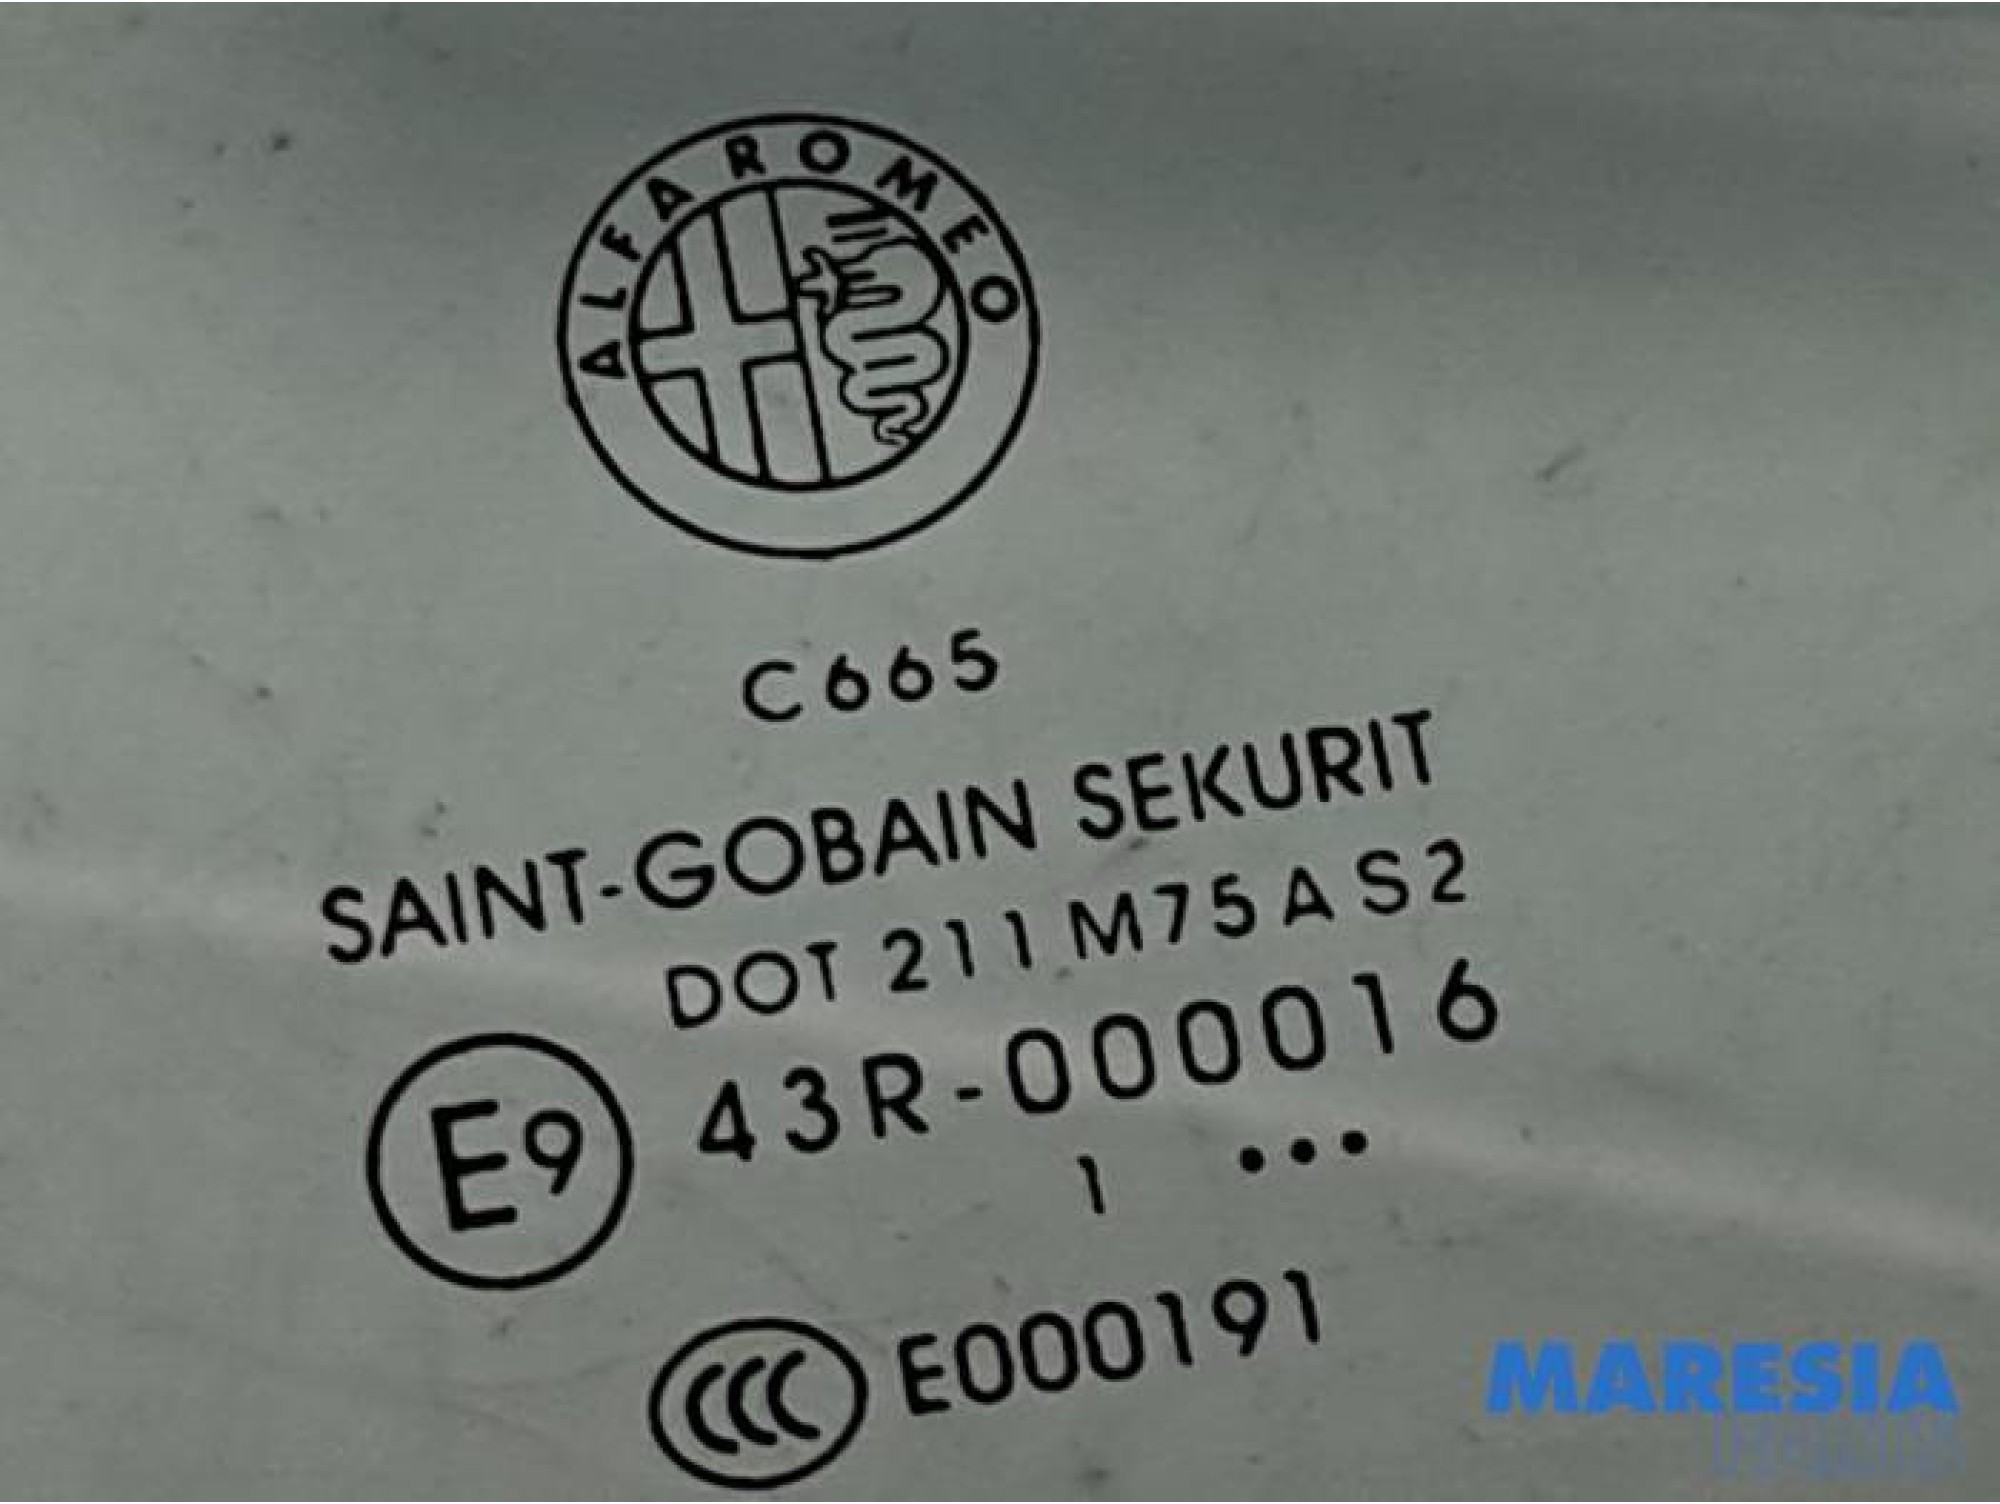 ALFA ROMEO
C665
SAINT-GOBAIN SEKURIT
DOT 211 M75 A S2
E9
43R-000016
1 •••
CCC E000191
MARESIA